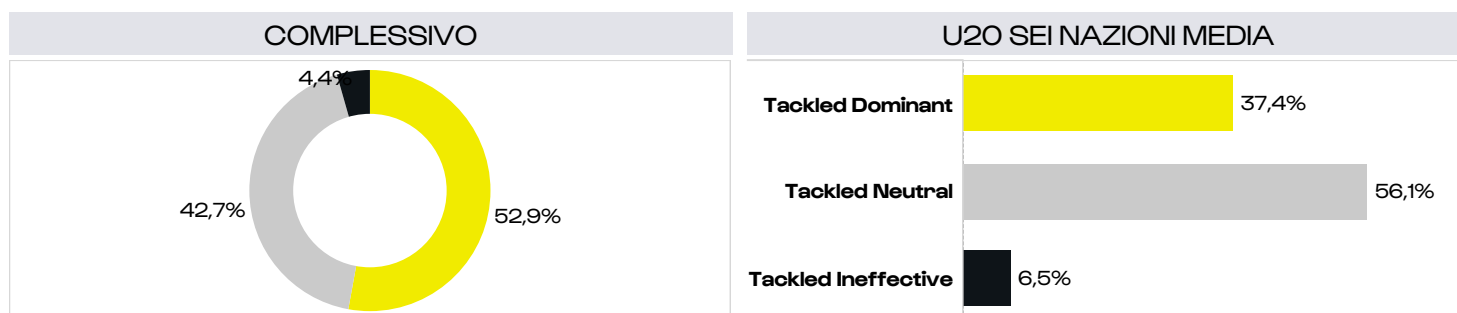 COMPLESSIVO
4,4%
42,7%
52,9%
U20 SEI NAZIONI MEDIA
Tackled Dominant 37,4%
Tackled Neutral 56,1%
Tackled Ineffective 6,5%